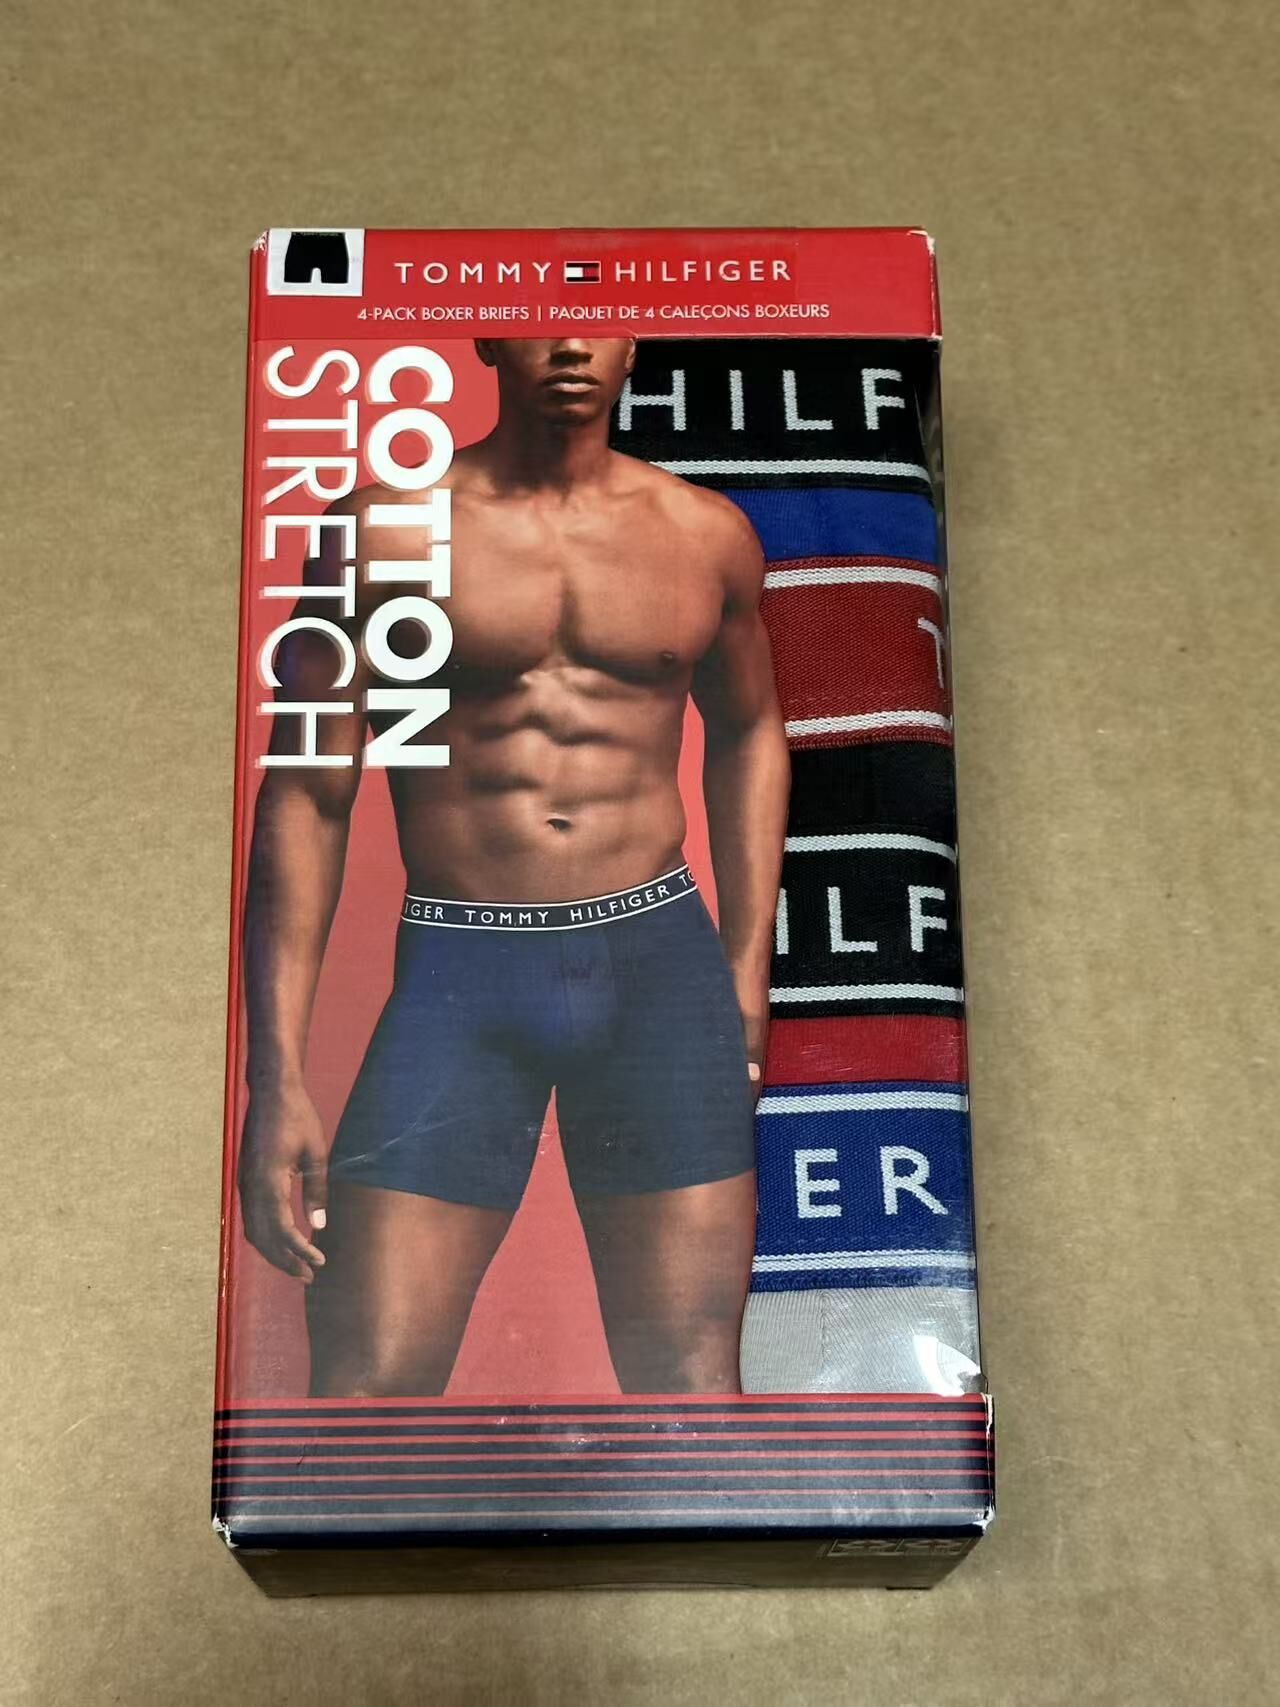 TOMMY HILFIGER
4-PACK BOXER BRIEFS | PAQUET DE 4 CALEÇONS BOXEURS
COTTON
STRETCH
HILF
T
ILF
IGER TOMMY HILFIGER TO
ER